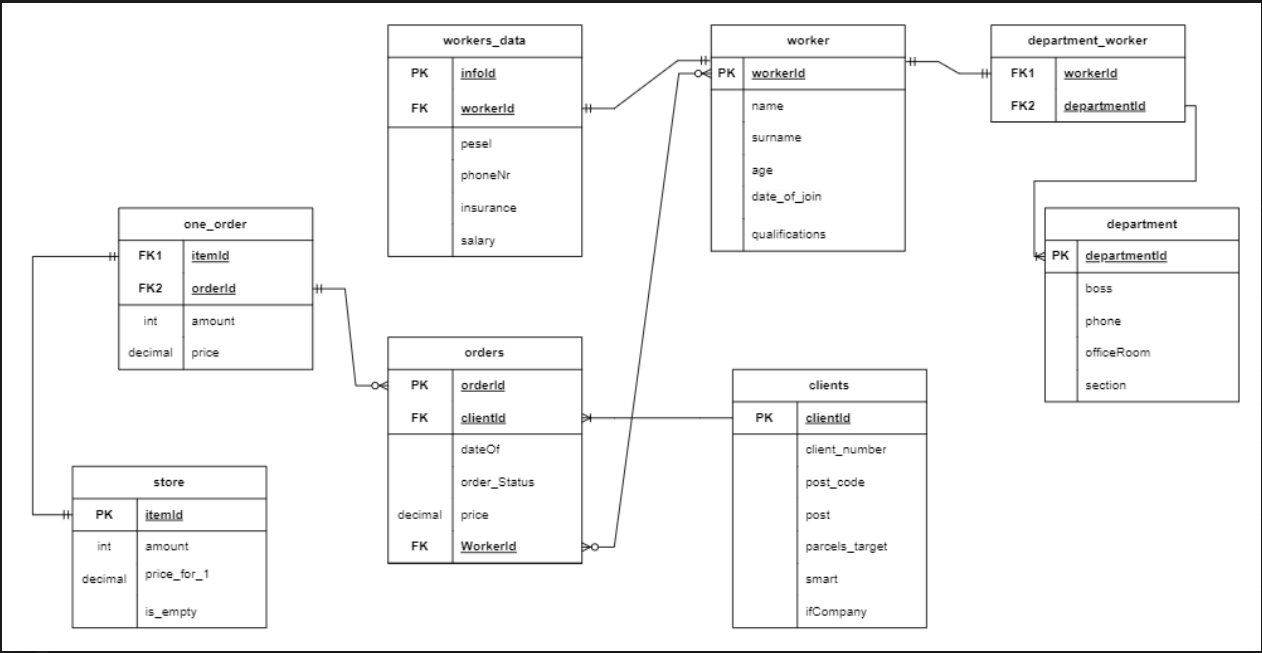 workers_data
PK infoId
FK workerId
pesel
phoneNr
insurance
salary
worker
PK workerId
name
surname
age
date_of_join
qualifications
department_worker
FK1 workerId
FK2 departmentId
one_order
FK1 itemId
FK2 orderId
int amount
decimal price
department
PK departmentId
boss
phone
officeRoom
section
orders
PK orderId
FK clientId
dateOf
order_Status
decimal price
FK WorkerId
clients
PK clientId
client_number
post_code
post
parcels_target
smart
ifCompany
store
PK itemId
int amount
decimal price_for_1
is_empty